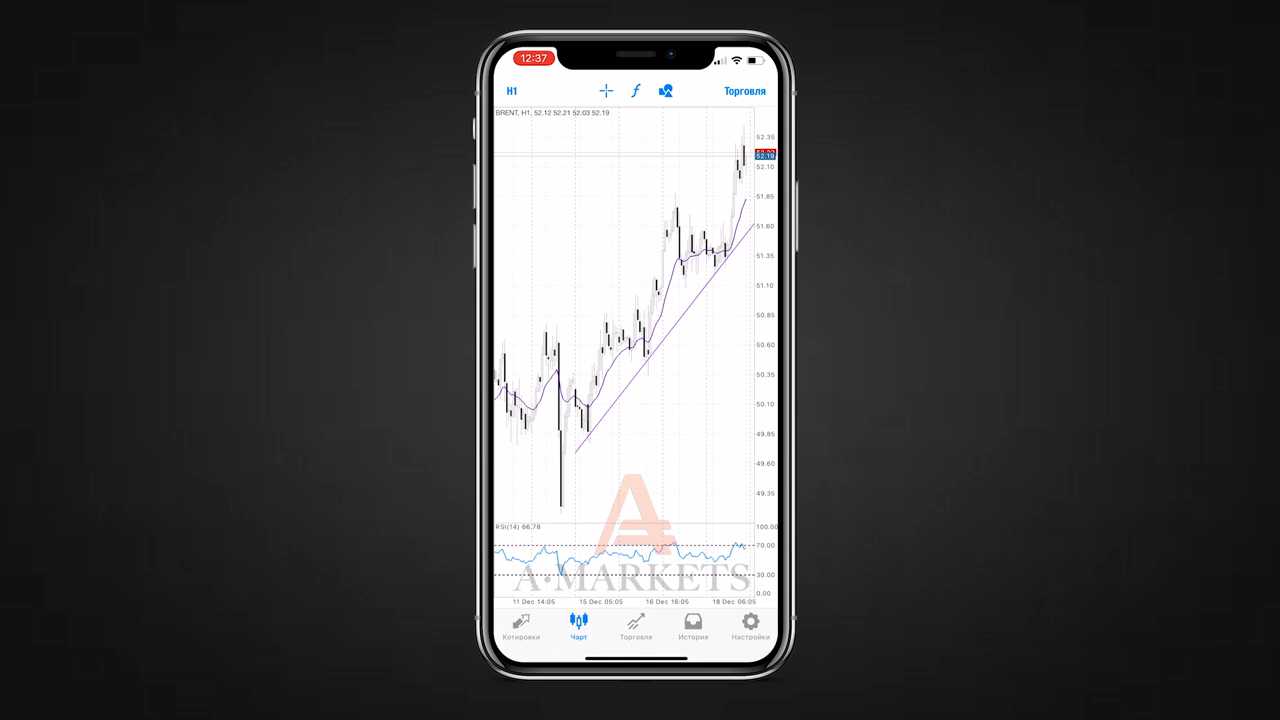 12:37
H1 f Торговля
BRENT, H1, 52.12 52.21 52.03 52.19
52.35
52.19
52.10
51.85
51.60
51.35
51.10
50.85
50.60
50.35
50.10
49.85
49.60
49.35
RSI(14) 66.78
100.00
70.00
30.00
0.00
A
A·MARKETS
11 Dec 14:05 15 Dec 05:05 16 Dec 16:05 18 Dec 06:05
Котировки Чарт Торговля История Настройки